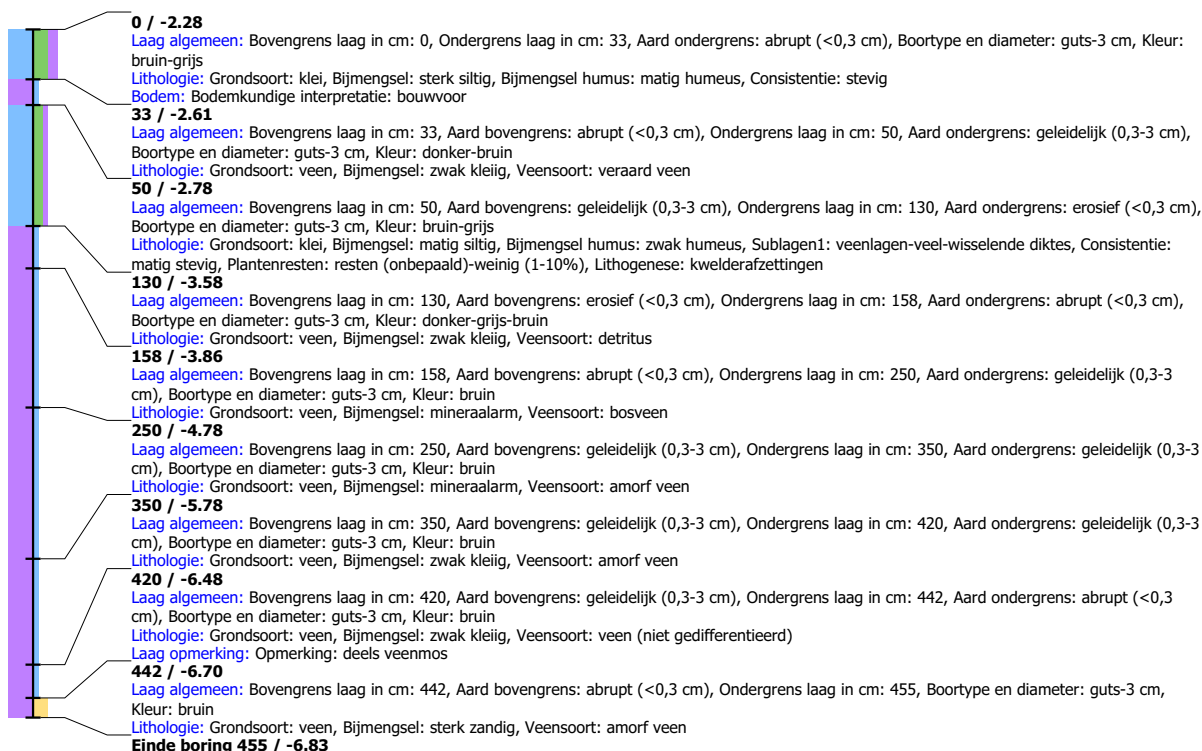 0 / -2.28
Laag algemeen: Bovengrens laag in cm: 0, Ondergrens laag in cm: 33, Aard ondergrens: abrupt (<0,3 cm), Boortype en diameter: guts-3 cm, Kleur:
bruin-grijs
Lithologie: Grondsoort: klei, Bijmengsel: sterk siltig, Bijmengsel humus: matig humeus, Consistentie: stevig
Bodem: Bodemkundige interpretatie: bouwvoor
33 / -2.61
Laag algemeen: Bovengrens laag in cm: 33, Aard bovengrens: abrupt (<0,3 cm), Ondergrens laag in cm: 50, Aard ondergrens: geleidelijk (0,3-3 cm),
Boortype en diameter: guts-3 cm, Kleur: donker-bruin
Lithologie: Grondsoort: veen, Bijmengsel: zwak kleiig, Veensoort: veraard veen
50 / -2.78
Laag algemeen: Bovengrens laag in cm: 50, Aard bovengrens: geleidelijk (0,3-3 cm), Ondergrens laag in cm: 130, Aard ondergrens: erosief (<0,3 cm),
Boortype en diameter: guts-3 cm, Kleur: bruin-grijs
Lithologie: Grondsoort: klei, Bijmengsel: matig siltig, Bijmengsel humus: zwak humeus, Sublagen1: veenlagen-veel-wisselende diktes, Consistentie:
matig stevig, Plantenresten: resten (onbepaald)-weinig (1-10%), Lithogenese: kwelderafzettingen
130 / -3.58
Laag algemeen: Bovengrens laag in cm: 130, Aard bovengrens: erosief (<0,3 cm), Ondergrens laag in cm: 158, Aard ondergrens: abrupt (<0,3 cm),
Boortype en diameter: guts-3 cm, Kleur: donker-grijs-bruin
Lithologie: Grondsoort: veen, Bijmengsel: zwak kleiig, Veensoort: detritus
158 / -3.86
Laag algemeen: Bovengrens laag in cm: 158, Aard bovengrens: abrupt (<0,3 cm), Ondergrens laag in cm: 250, Aard ondergrens: geleidelijk (0,3-3
cm), Boortype en diameter: guts-3 cm, Kleur: bruin
Lithologie: Grondsoort: veen, Bijmengsel: mineraalarm, Veensoort: bosveen
250 / -4.78
Laag algemeen: Bovengrens laag in cm: 250, Aard bovengrens: geleidelijk (0,3-3 cm), Ondergrens laag in cm: 350, Aard ondergrens: geleidelijk (0,3-3
cm), Boortype en diameter: guts-3 cm, Kleur: bruin
Lithologie: Grondsoort: veen, Bijmengsel: mineraalarm, Veensoort: amorf veen
350 / -5.78
Laag algemeen: Bovengrens laag in cm: 350, Aard bovengrens: geleidelijk (0,3-3 cm), Ondergrens laag in cm: 420, Aard ondergrens: geleidelijk (0,3-3
cm), Boortype en diameter: guts-3 cm, Kleur: bruin
Lithologie: Grondsoort: veen, Bijmengsel: zwak kleiig, Veensoort: amorf veen
420 / -6.48
Laag algemeen: Bovengrens laag in cm: 420, Aard bovengrens: geleidelijk (0,3-3 cm), Ondergrens laag in cm: 442, Aard ondergrens: abrupt (<0,3
cm), Boortype en diameter: guts-3 cm, Kleur: bruin
Lithologie: Grondsoort: veen, Bijmengsel: zwak kleiig, Veensoort: veen (niet gedifferentieerd)
Laag opmerking: Opmerking: deels veenmos
442 / -6.70
Laag algemeen: Bovengrens laag in cm: 442, Aard bovengrens: abrupt (<0,3 cm), Ondergrens laag in cm: 455, Boortype en diameter: guts-3 cm,
Kleur: bruin
Lithologie: Grondsoort: veen, Bijmengsel: sterk zandig, Veensoort: amorf veen
Einde boring 455 / -6.83